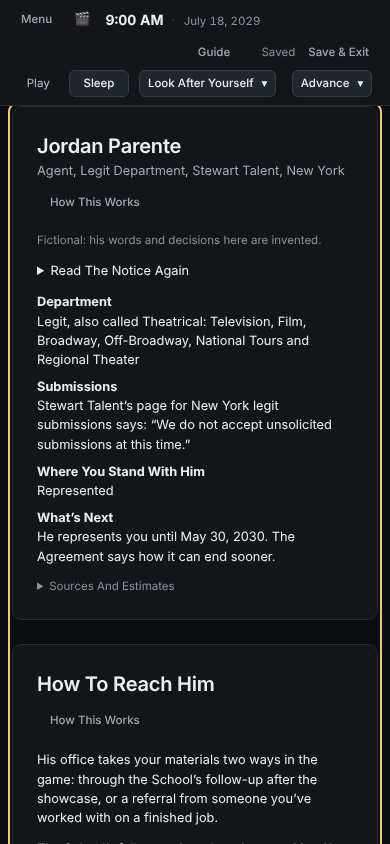 Menu 🎬 9:00 AM · July 18, 2029
Guide Saved Save & Exit
Play Sleep Look After Yourself ▾ Advance ▾
Jordan Parente
Agent, Legit Department, Stewart Talent, New York
How This Works
Fictional: his words and decisions here are invented.
▶ Read The Notice Again
Department
Legit, also called Theatrical: Television, Film,
Broadway, Off-Broadway, National Tours and
Regional Theater
Submissions
Stewart Talent’s page for New York legit
submissions says: “We do not accept unsolicited
submissions at this time.”
Where You Stand With Him
Represented
What’s Next
He represents you until May 30, 2030. The
Agreement says how it can end sooner.
▶ Sources And Estimates
How To Reach Him
How This Works
His office takes your materials two ways in the
game: through the School’s follow-up after the
showcase, or a referral from someone you’ve
worked with on a finished job.